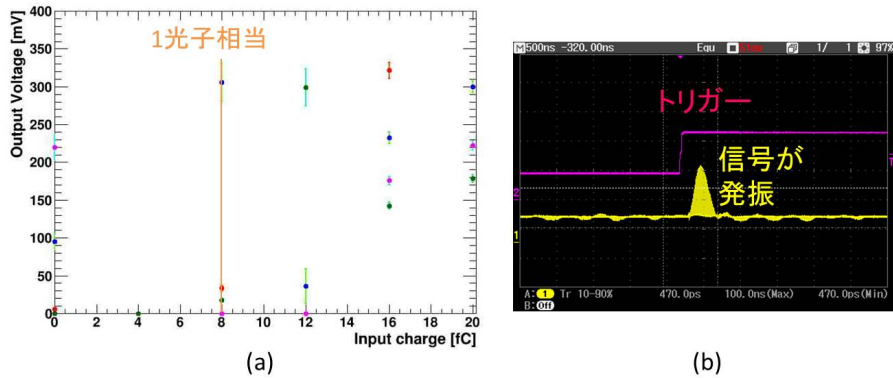 Output Voltage [mV]
400
350
300
250
200
150
100
50
0
1光子相当
0 2 4 6 8 10 12 14 16 18 20
Input charge [fC]
(a)
M 500ns -320.00ns Equ Stop 1/ 1 97%
トリガー
信号が
発振
2
1
A: 1 Tr 10-90% 470.0ps 100.0ns(Max) 470.0ps(Min)
B: Off
(b)